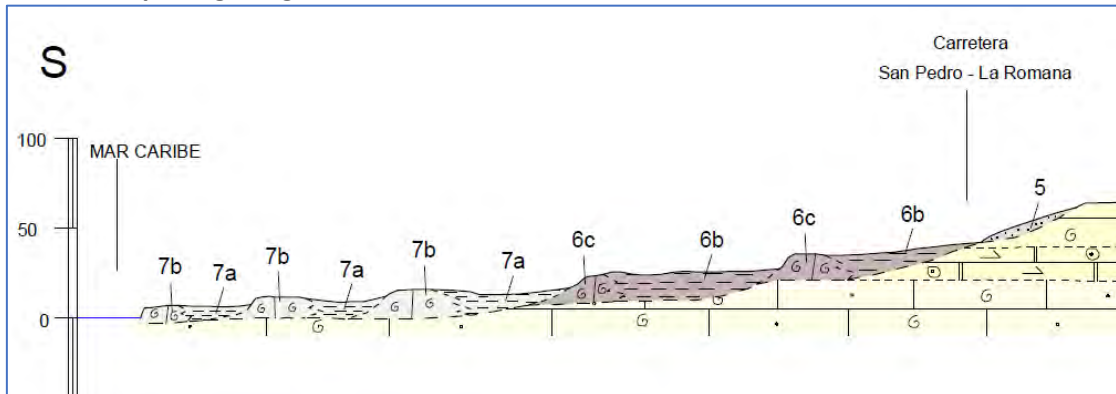 S
Carretera
San Pedro - La Romana
100
MAR CARIBE
50
5
6c
6b
6c
6b
7b
7a
7b
7a
7b
7a
0